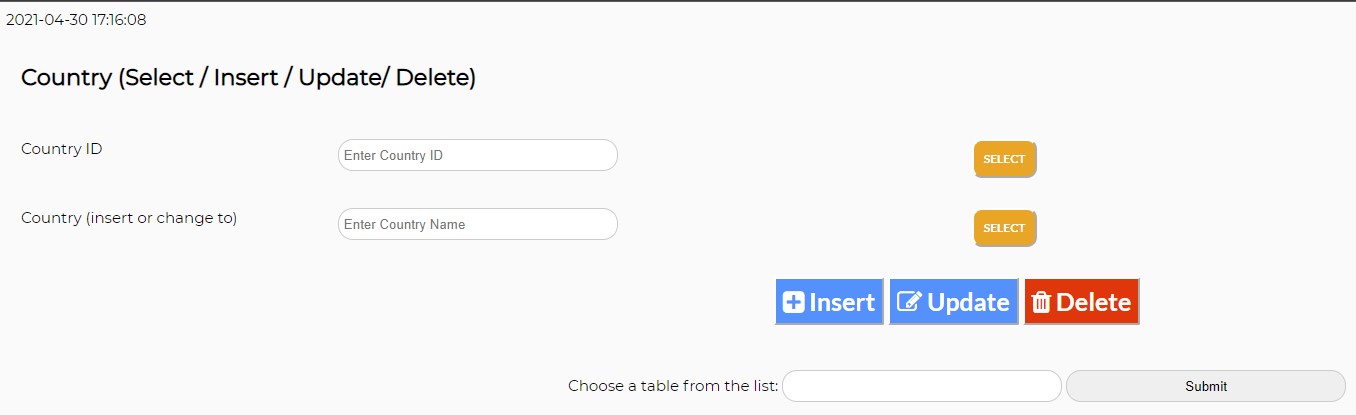 2021-04-30 17:16:08
Country (Select / Insert / Update/ Delete)
Country ID Enter Country ID SELECT
Country (insert or change to) Enter Country Name SELECT
Insert Update Delete
Choose a table from the list: Submit